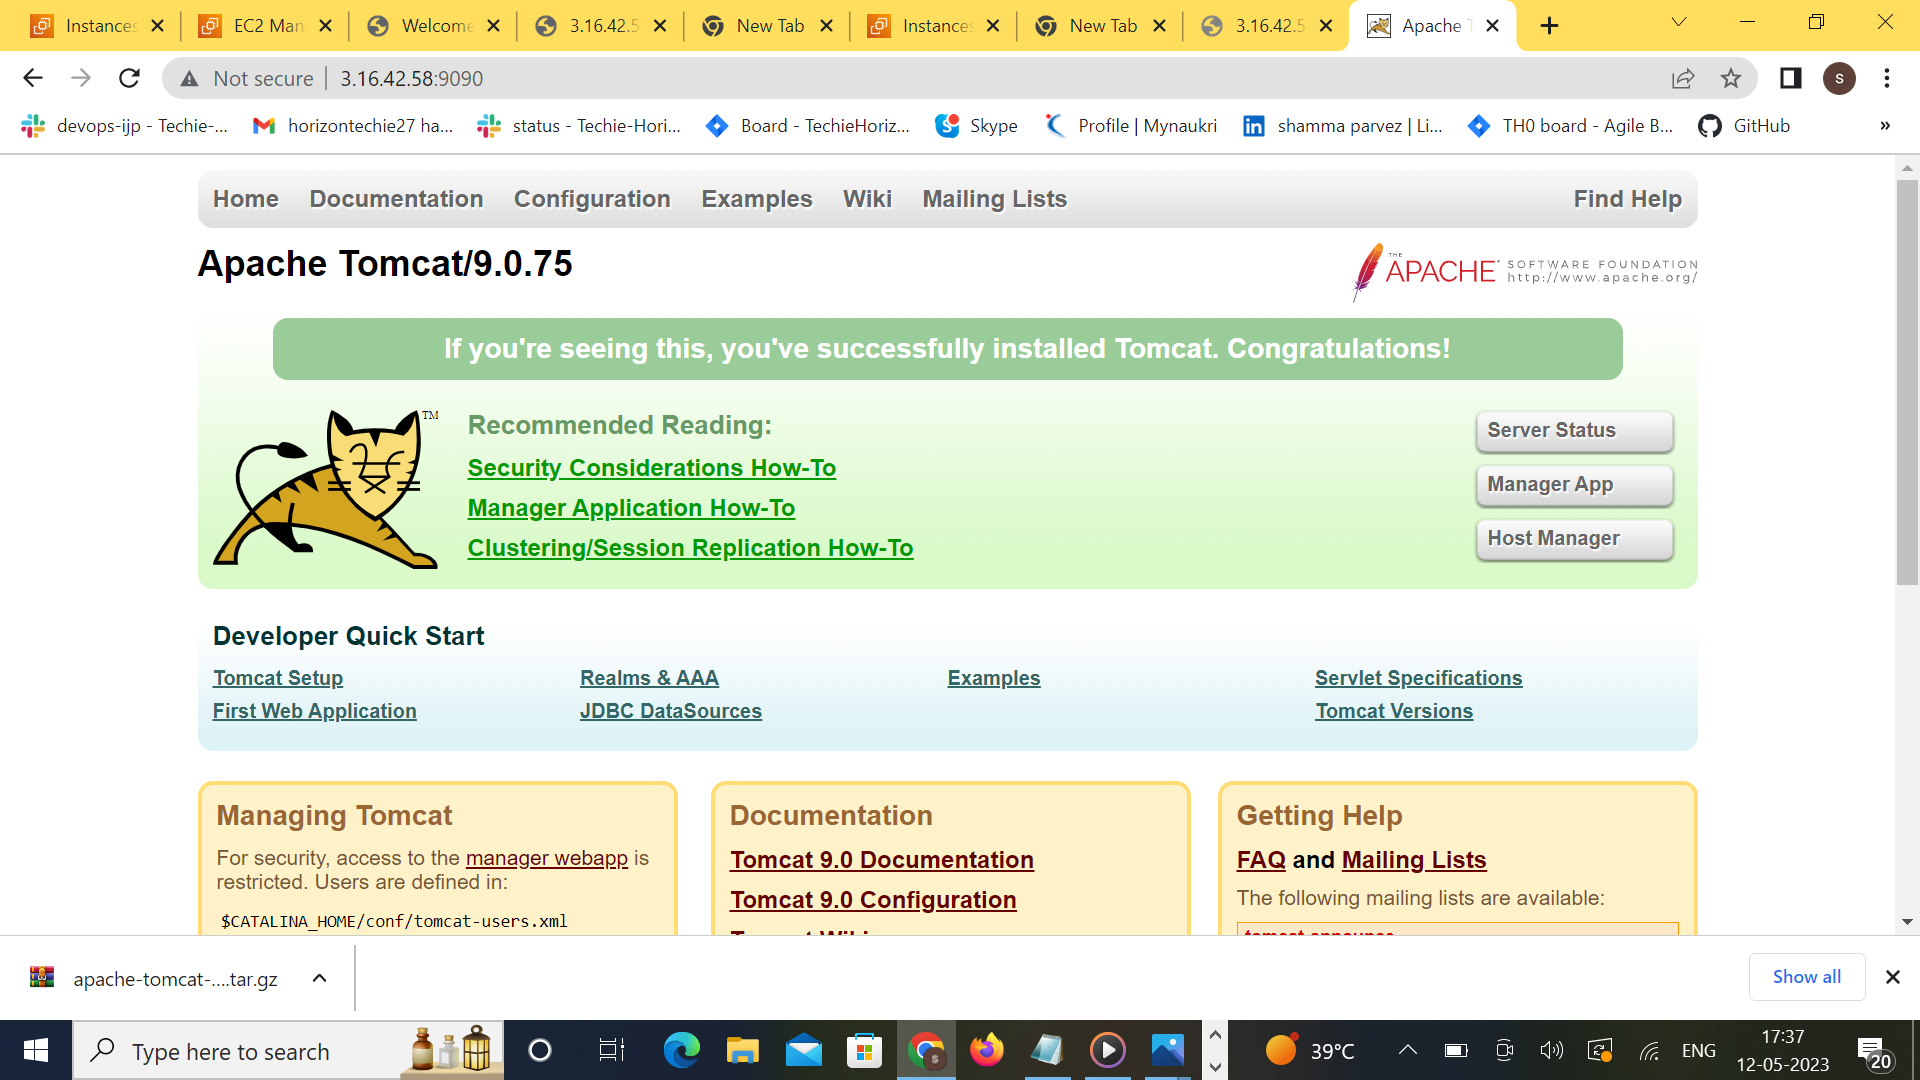 Instances
EC2 Man
Welcome
3.16.42.5
New Tab
Instances
New Tab
3.16.42.5
Apache T
Not secure
3.16.42.58:9090
s
devops-ijp - Techie-...
horizontechie27 ha...
status - Techie-Hori...
Board - TechieHoriz...
Skype
Profile | Mynaukri
shamma parvez | Li...
TH0 board - Agile B...
GitHub
»
Home
Documentation
Configuration
Examples
Wiki
Mailing Lists
Find Help
Apache Tomcat/9.0.75
THE
APACHE
SOFTWARE FOUNDATION
http://www.apache.org/
If you're seeing this, you've successfully installed Tomcat. Congratulations!
TM
Recommended Reading:
Security Considerations How-To
Manager Application How-To
Clustering/Session Replication How-To
Server Status
Manager App
Host Manager
Developer Quick Start
Tomcat Setup
Realms & AAA
Examples
Servlet Specifications
First Web Application
JDBC DataSources
Tomcat Versions
Managing Tomcat
For security, access to the manager webapp is
restricted. Users are defined in:
$CATALINA_HOME/conf/tomcat-users.xml
Documentation
Tomcat 9.0 Documentation
Tomcat 9.0 Configuration
Tomcat Wiki
Getting Help
FAQ and Mailing Lists
The following mailing lists are available:
tomcat-announce
apache-tomcat-....tar.gz
Show all
Type here to search
39°C
ENG
17:37
12-05-2023
20